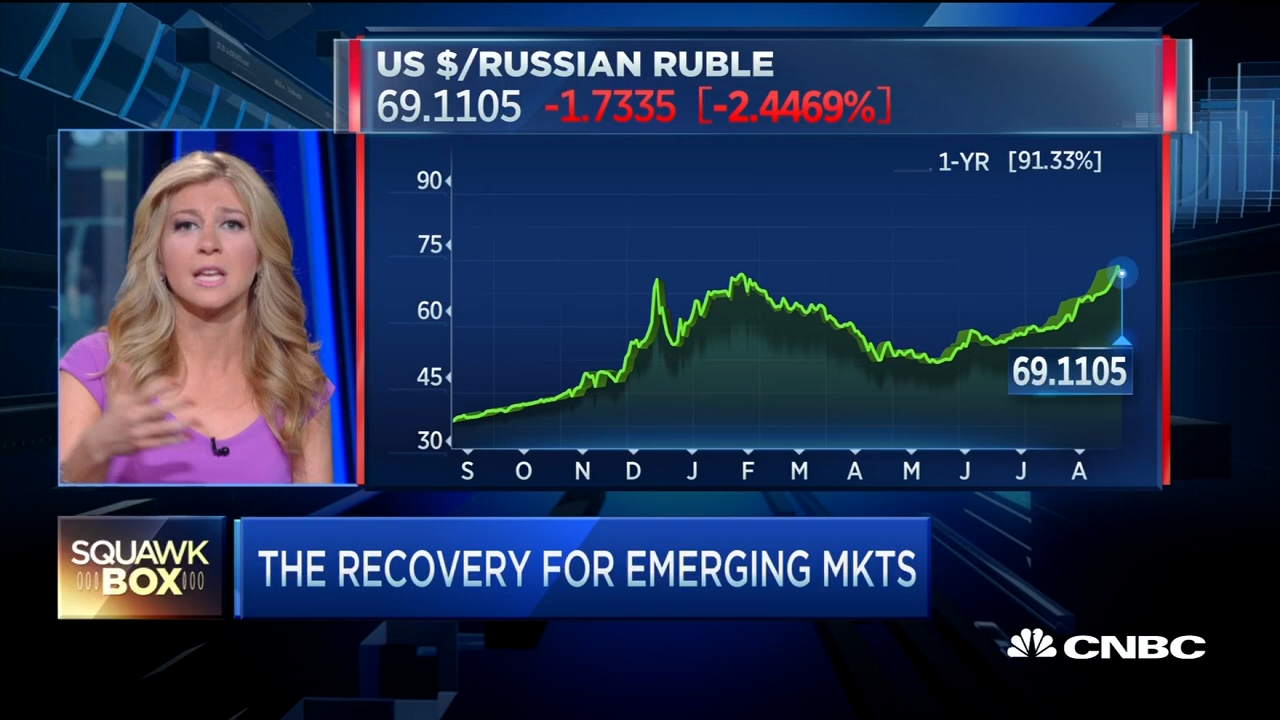 US $/RUSSIAN RUBLE
69.1105 -1.7335 [-2.4469%]
1-YR [91.33%]
90
75
60
45
30
69.1105
S O N D J F M A M J J A
SQUAWK
BOX
THE RECOVERY FOR EMERGING MKTS
CNBC